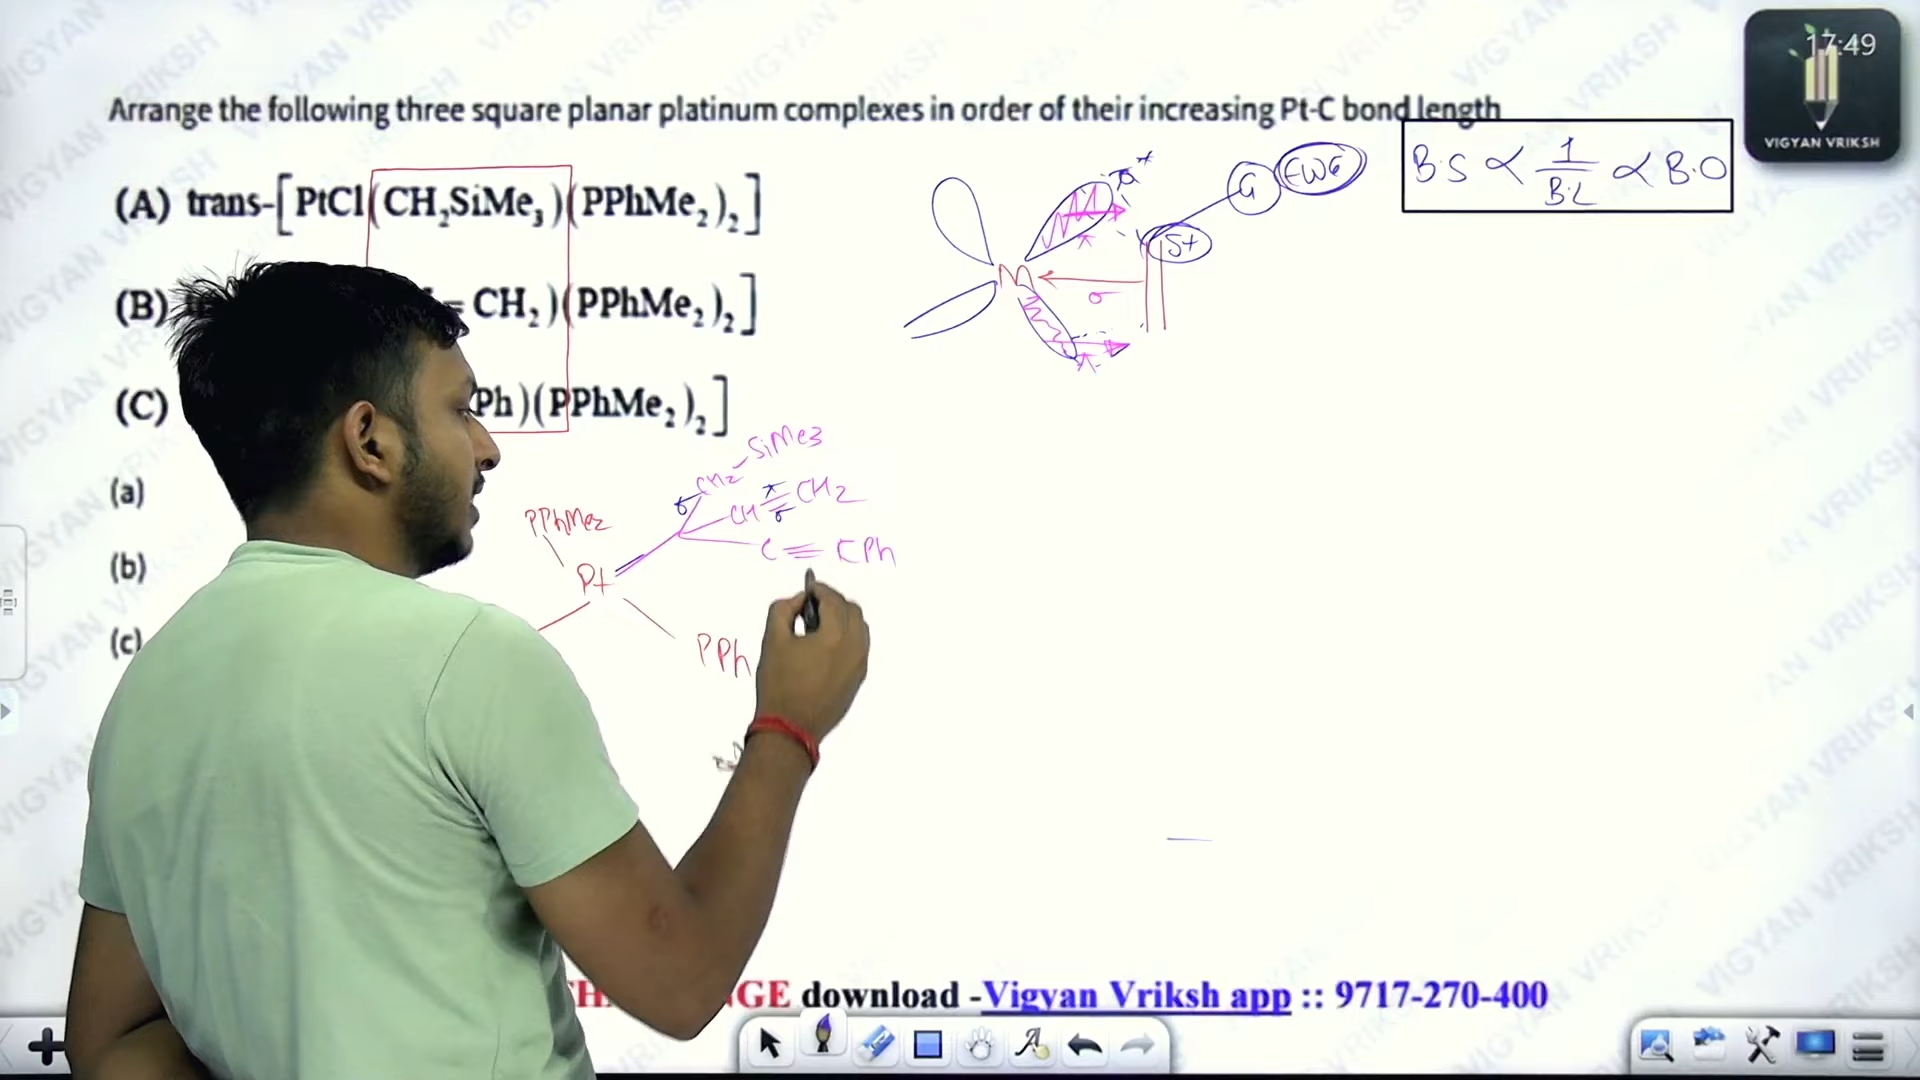 17:49
VIGYAN VRIKSH
Arrange the following three square planar platinum complexes in order of their increasing Pt-C bond length
B.S ∝ 1/B.L ∝ B.O
(A) trans-[PtCl(CH₂SiMe₃)(PPhMe₂)₂]
G EWG
π*
δ+
M
σ
π
π
(B) = CH₂)(PPhMe₂)₂]
(C) Ph)(PPhMe₂)₂]
SiMe3
CH2
σ
CH = CH2
π
σ
C ≡ CPh
PPhMe2
Pt
PPh
(a)
(b)
(c)
NGE download -Vigyan Vriksh app :: 9717-270-400